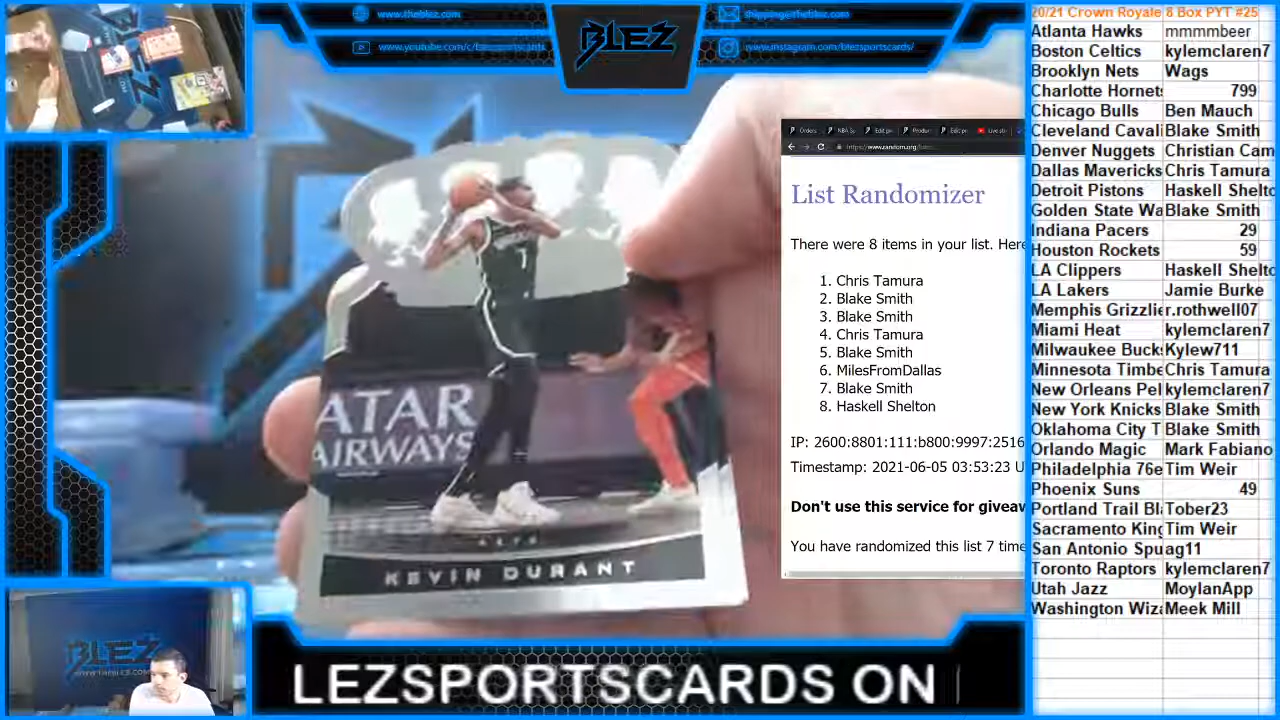 www.theblez.com
BLEZ
shipping@theblez.com
www.instagram.com/blezsportscards/
ATAR
AIRWAYS
NETS
KEVIN DURANT
List Randomizer
There were 8 items in your list. Here
1. Chris Tamura
2. Blake Smith
3. Blake Smith
4. Chris Tamura
5. Blake Smith
6. MilesFromDallas
7. Blake Smith
8. Haskell Shelton
IP: 2600:8801:111:b800:9997:2516
Timestamp: 2021-06-05 03:53:23 U
Don't use this service for giveav
You have randomized this list 7 time
20/21 Crown Royale 8 Box PYT #25
Atlanta Hawks mmmmbeer
Boston Celtics kylemclaren7
Brooklyn Nets Wags
Charlotte Hornets 799
Chicago Bulls Ben Mauch
Cleveland Cavali Blake Smith
Denver Nuggets Christian Cam
Dallas Mavericks Chris Tamura
Detroit Pistons Haskell Shelto
Golden State Wa Blake Smith
Indiana Pacers 29
Houston Rockets 59
LA Clippers Haskell Shelto
LA Lakers Jamie Burke
Memphis Grizzlie r.rothwell07
Miami Heat kylemclaren7
Milwaukee Bucks Kylew711
Minnesota Timbe Chris Tamura
New Orleans Pel kylemclaren7
New York Knicks Blake Smith
Oklahoma City T Blake Smith
Orlando Magic Mark Fabiano
Philadelphia 76e Tim Weir
Phoenix Suns 49
Portland Trail Bla Tober23
Sacramento King Tim Weir
San Antonio Spu ag11
Toronto Raptors kylemclaren7
Utah Jazz MoylanApp
Washington Wiza Meek Mill
BLEZ
LEZSPORTSCARDS ON